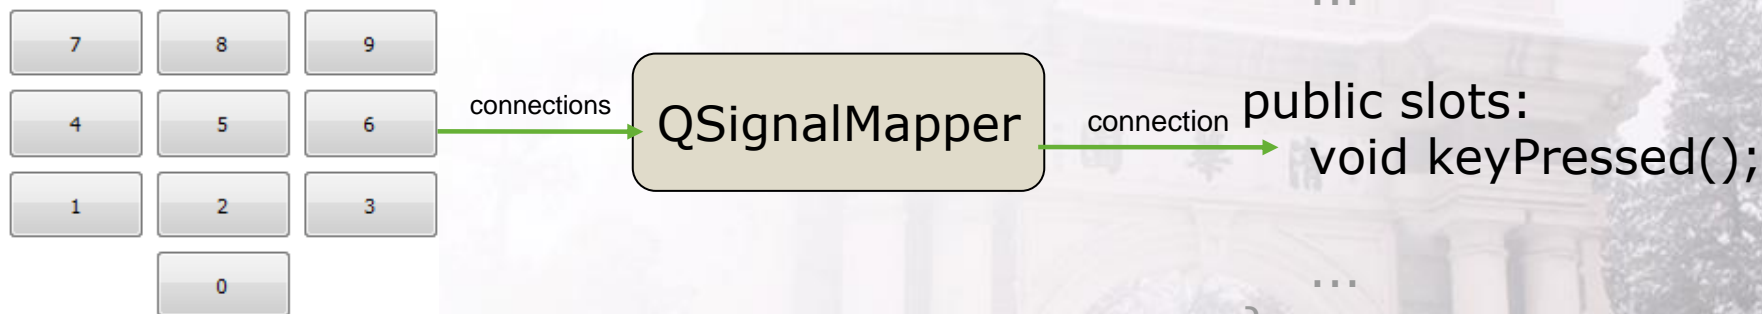 ...
7 8 9
connections
QSignalMapper
connection
public slots:
4 5 6
void keyPressed();
1 2 3
0
...
}